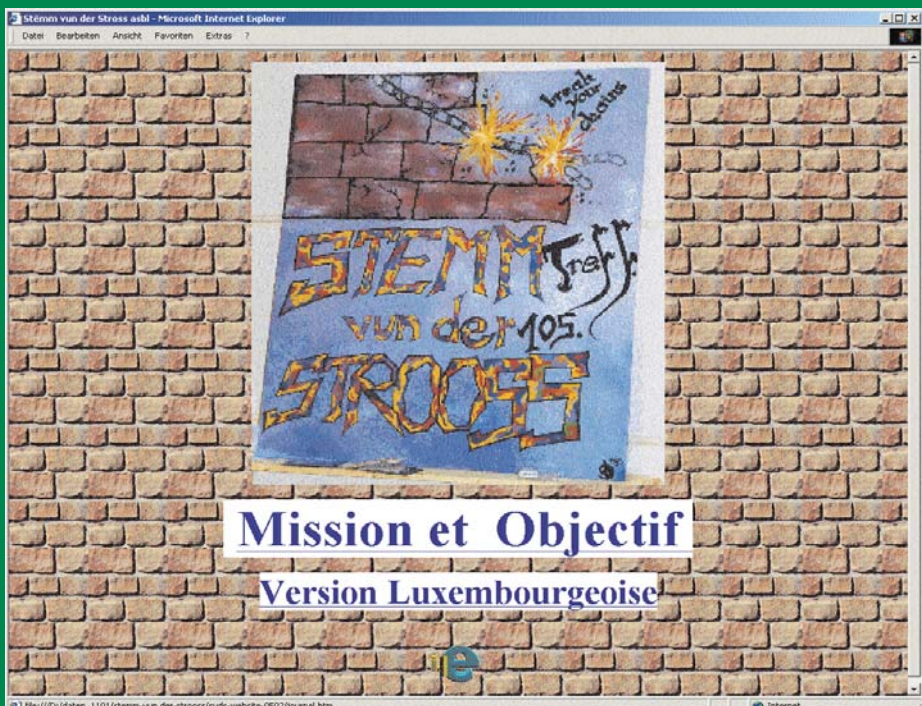 Stëmm vun der Stross asbl - Microsoft Internet Explorer
Datei Bearbeiten Ansicht Favoriten Extras ?
break
your
chains
STEMM Treff
vun der 105.
STROOSS
Mission et Objectif
Version Luxembourgeoise
Internet